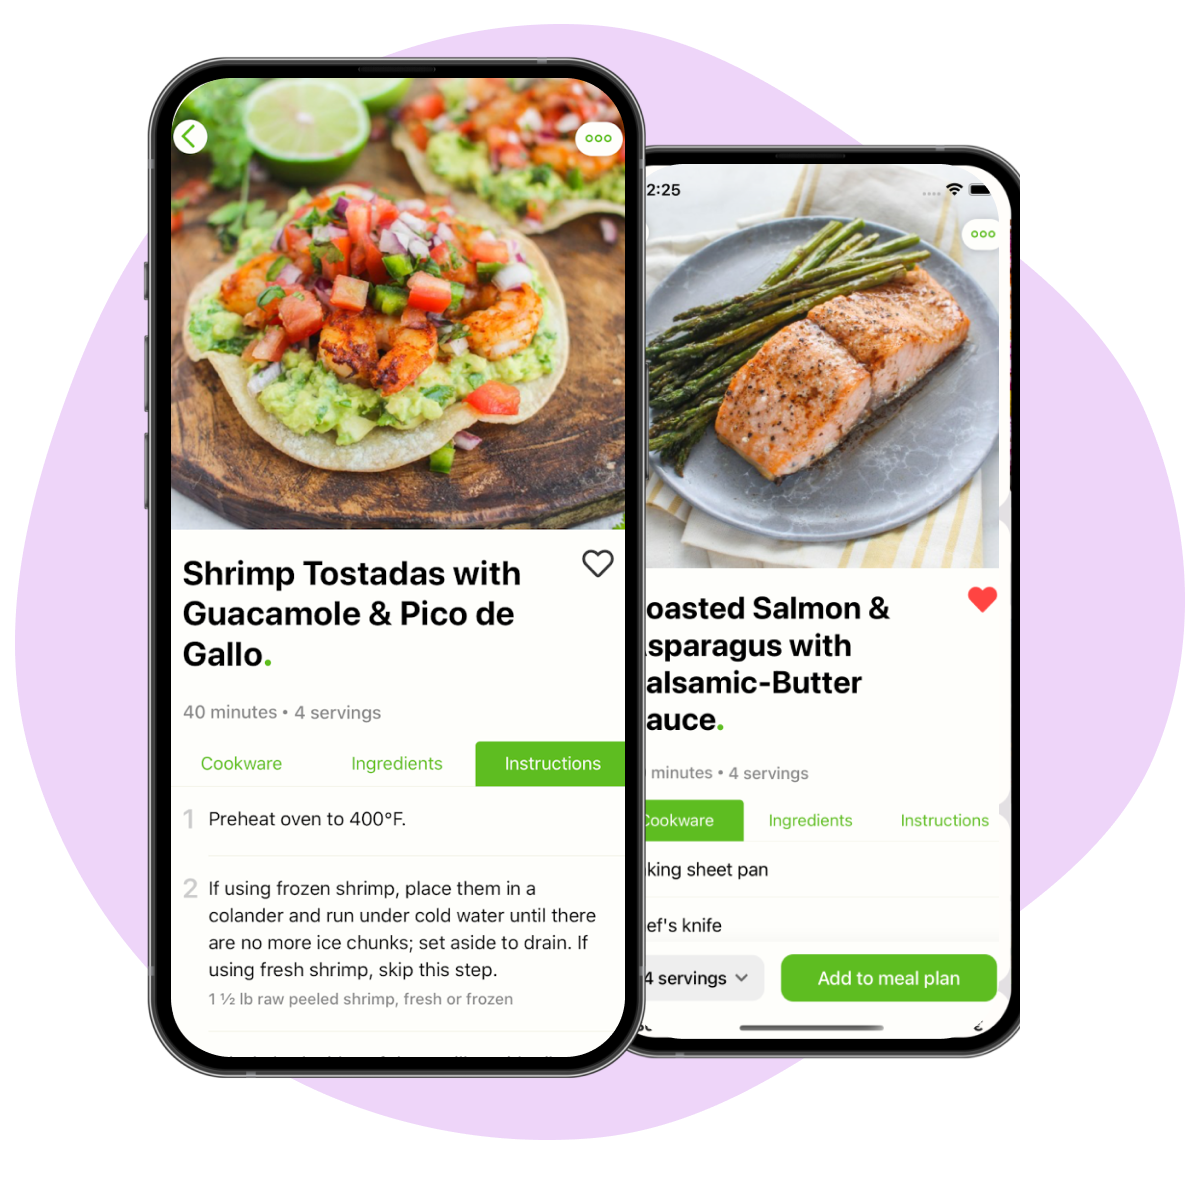 Shrimp Tostadas with
Guacamole & Pico de
Gallo.
40 minutes • 4 servings
Cookware
Ingredients
Instructions
1 Preheat oven to 400°F.
2 If using frozen shrimp, place them in a
colander and run under cold water until there
are no more ice chunks; set aside to drain. If
using fresh shrimp, skip this step.
1 ½ lb raw peeled shrimp, fresh or frozen
2:25
oasted Salmon &
sparagus with
alsamic-Butter
auce.
minutes • 4 servings
Cookware
Ingredients
Instructions
king sheet pan
ef's knife
4 servings
Add to meal plan